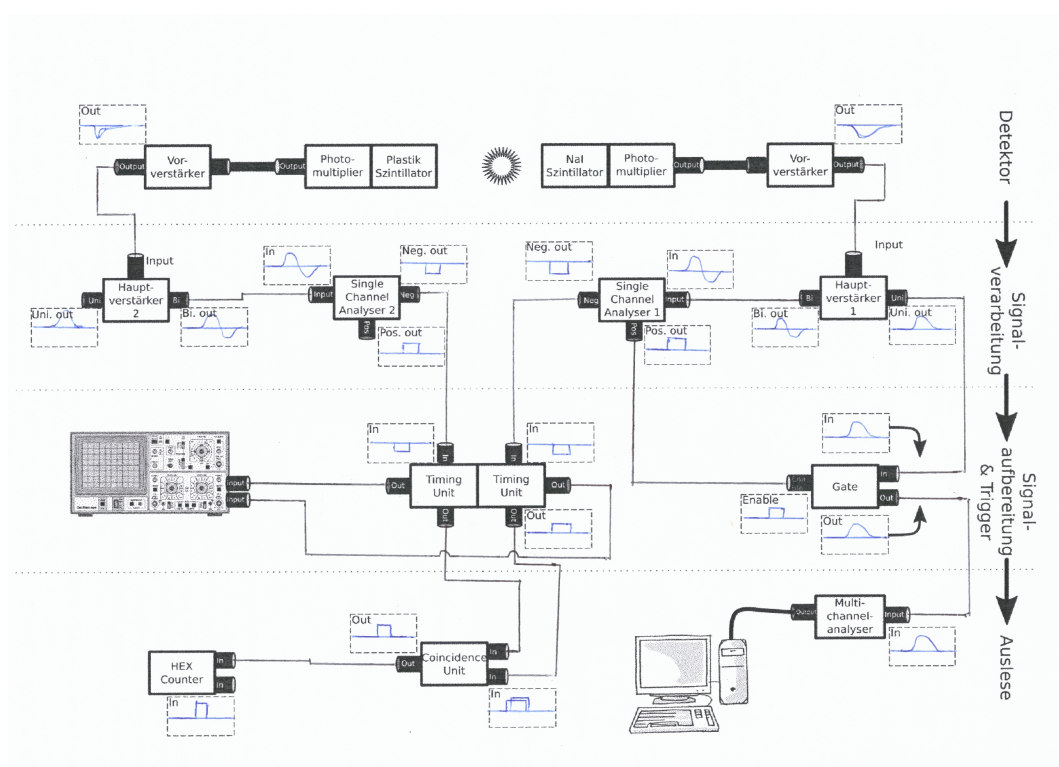 Out
Out
Output
Vor-
verstärker
Output
Photo-
multiplier
Plastik
Szintillator
NaI
Szintillator
Photo-
multiplier
Output
Vor-
verstärker
Output
Detektor
Input
Input
In
Neg. out
Neg. out
In
Uni
Haupt-
verstärker
2
Bi
Input
Single
Channel
Analyser 2
Neg
Pos
Neg
Single
Channel
Analyser 1
Input
Pos
Bi
Haupt-
verstärker
1
Uni
Uni. out
Bi. out
Pos. out
Pos. out
Bi. out
Uni. out
Signal-
verarbeitung
In
In
In
In
In
Input
Input
Out
Timing
Unit
Timing
Unit
Out
Out
Out
Out
Gate
In
Out
Enable
Out
Signal-
aufbereitung
& Trigger
Output
Multi-
channel-
analyser
Input
In
Out
HEX
Counter
In
In
Out
Coincidence
Unit
In
In
In
In
Auslese